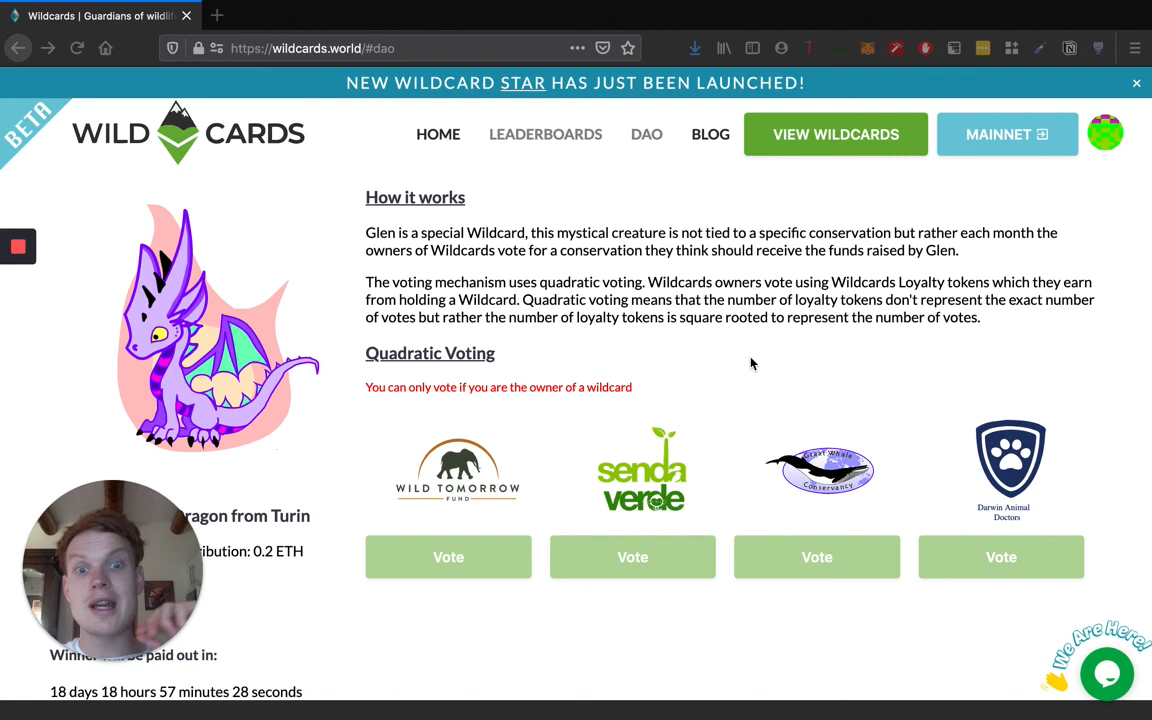 Wildcards | Guardians of wildlif
https://wildcards.world/#dao
NEW WILDCARD STAR HAS JUST BEEN LAUNCHED!
BETA
WILD CARDS
HOME
LEADERBOARDS
DAO
BLOG
VIEW WILDCARDS
MAINNET
How it works
Glen is a special Wildcard, this mystical creature is not tied to a specific conservation but rather each month the
owners of Wildcards vote for a conservation they think should receive the funds raised by Glen.
The voting mechanism uses quadratic voting. Wildcards owners vote using Wildcards Loyalty tokens which they earn
from holding a Wildcard. Quadratic voting means that the number of loyalty tokens don't represent the exact number
of votes but rather the number of loyalty tokens is square rooted to represent the number of votes.
Quadratic Voting
You can only vote if you are the owner of a wildcard
WILD TOMORROW
FUND
senda
verde
Great Whale
Conservancy
Darwin Animal
Doctors
Vote
Vote
Vote
Vote
ragon from Turin
ribution: 0.2 ETH
be paid out in:
18 days 18 hours 57 minutes 28 seconds
We Are Here!